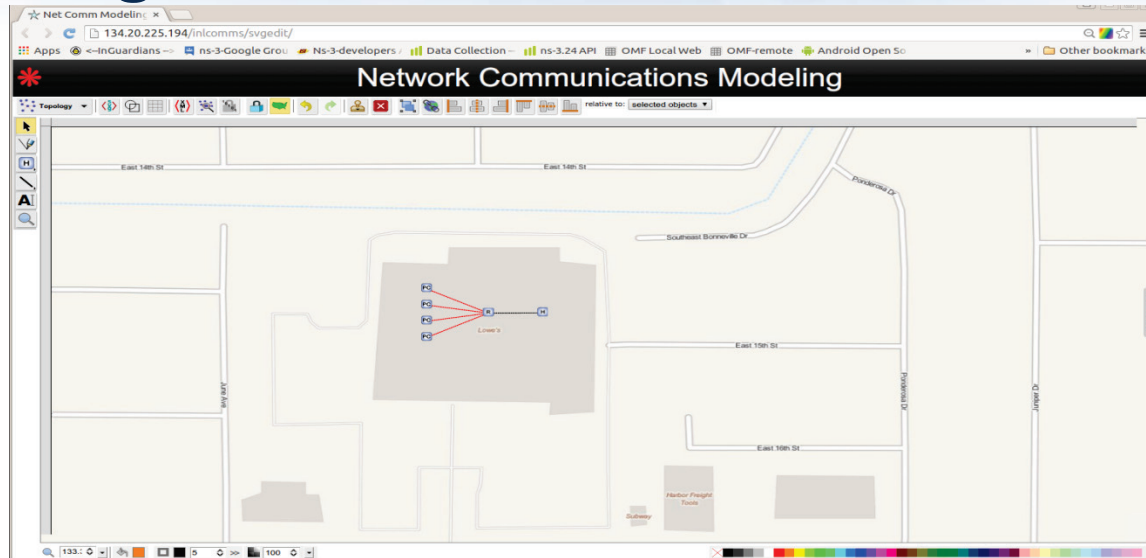 Net Comm Modeling ×
134.20.225.194/inlcomms/svgedit/
Apps <--InGuardians --> ns-3-Google Grou Ns-3-developers / Data Collection – ns-3.24 API OMF Local Web OMF-remote Android Open So » Other bookmark
Network Communications Modeling
Topology relative to: selected objects
East 14th St East 14th St
Ponderosa Dr
Southeast Bonneville Dr
H
PC
PC
R H
PC
Lowe's
PC
East 15th St
June Ave
Ponderosa Dr
Juniper Dr
East 16th St
Harbor Freight
Tools
Subway
A
133.: 5 >> 100